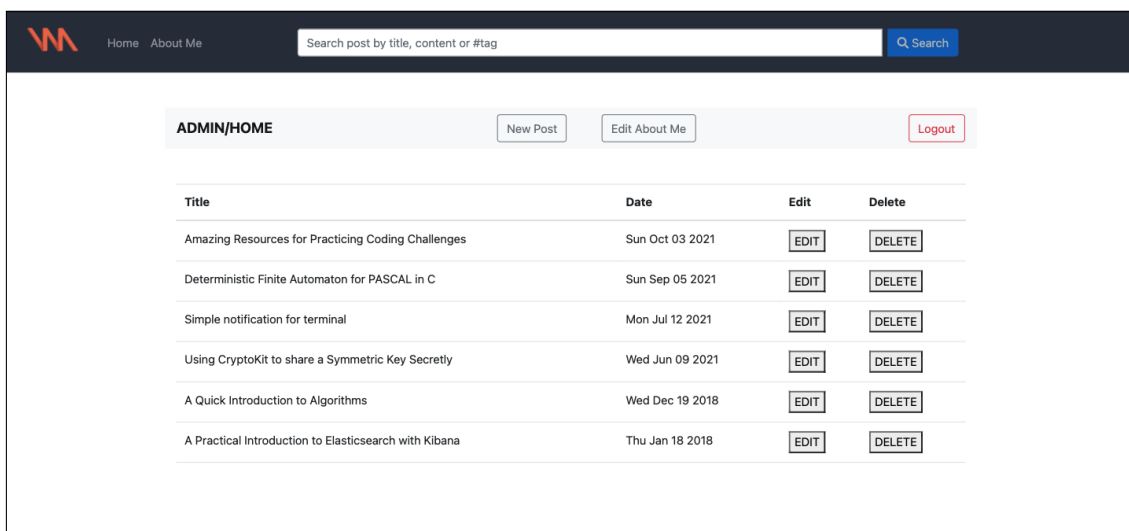 Home About Me Search post by title, content or #tag Search
ADMIN/HOME New Post Edit About Me Logout
Title Date Edit Delete
Amazing Resources for Practicing Coding Challenges Sun Oct 03 2021 EDIT DELETE
Deterministic Finite Automaton for PASCAL in C Sun Sep 05 2021 EDIT DELETE
Simple notification for terminal Mon Jul 12 2021 EDIT DELETE
Using CryptoKit to share a Symmetric Key Secretly Wed Jun 09 2021 EDIT DELETE
A Quick Introduction to Algorithms Wed Dec 19 2018 EDIT DELETE
A Practical Introduction to Elasticsearch with Kibana Thu Jan 18 2018 EDIT DELETE